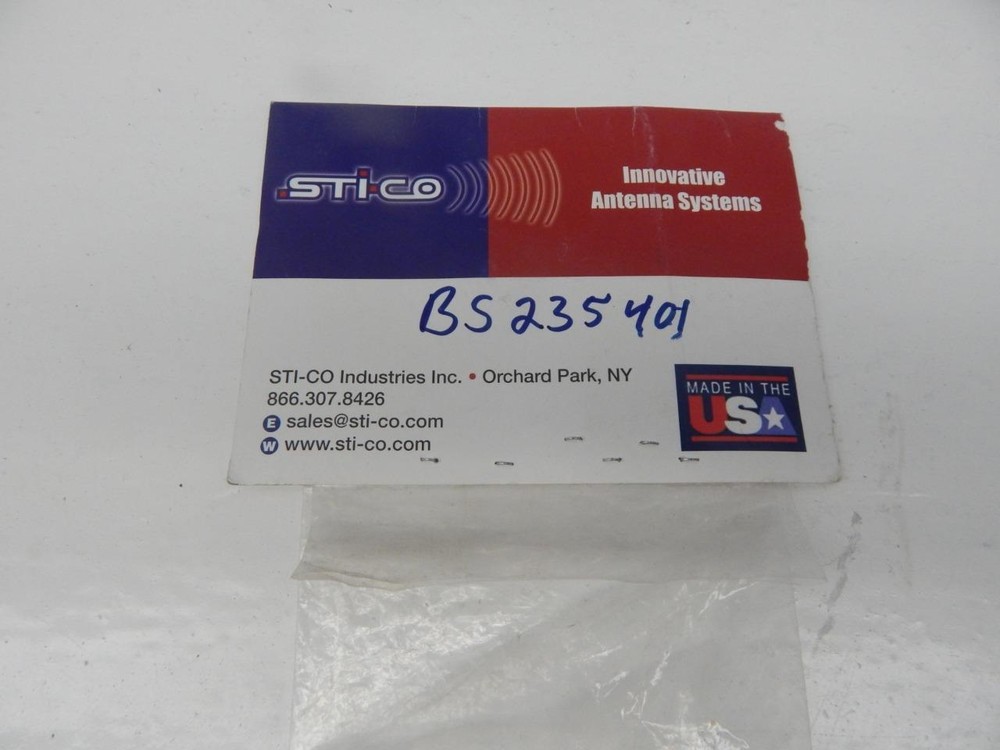 STI-CO
Innovative
Antenna Systems
BS235401
STI-CO Industries Inc. • Orchard Park, NY
866.307.8426
E sales@sti-co.com
W www.sti-co.com
MADE IN THE
USA